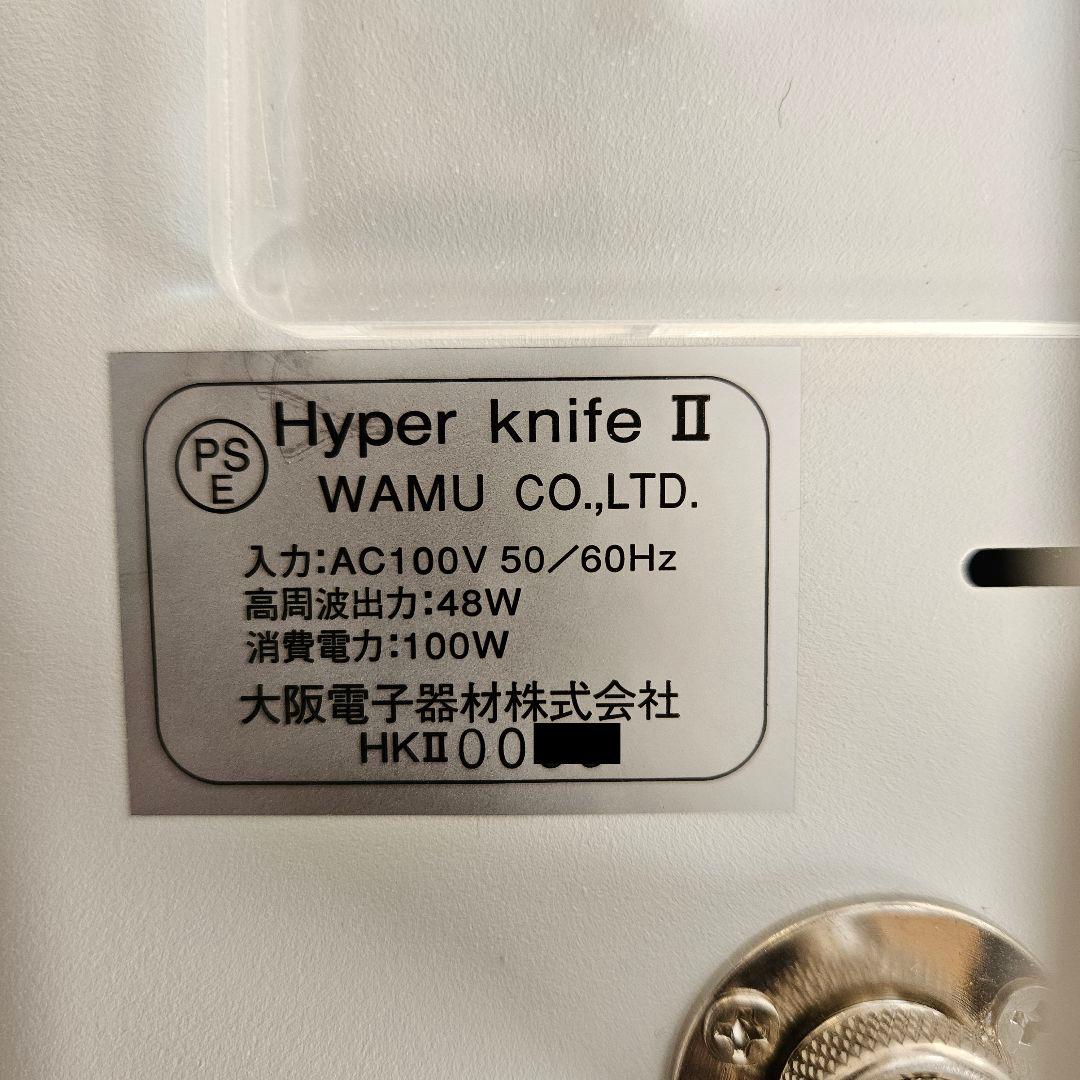 PS
E
Hyper knife Ⅱ
WAMU CO.,LTD.
入力:AC100V 50/60Hz
高周波出力:48W
消費電力:100W
大阪電子器材株式会社
HKⅡ00